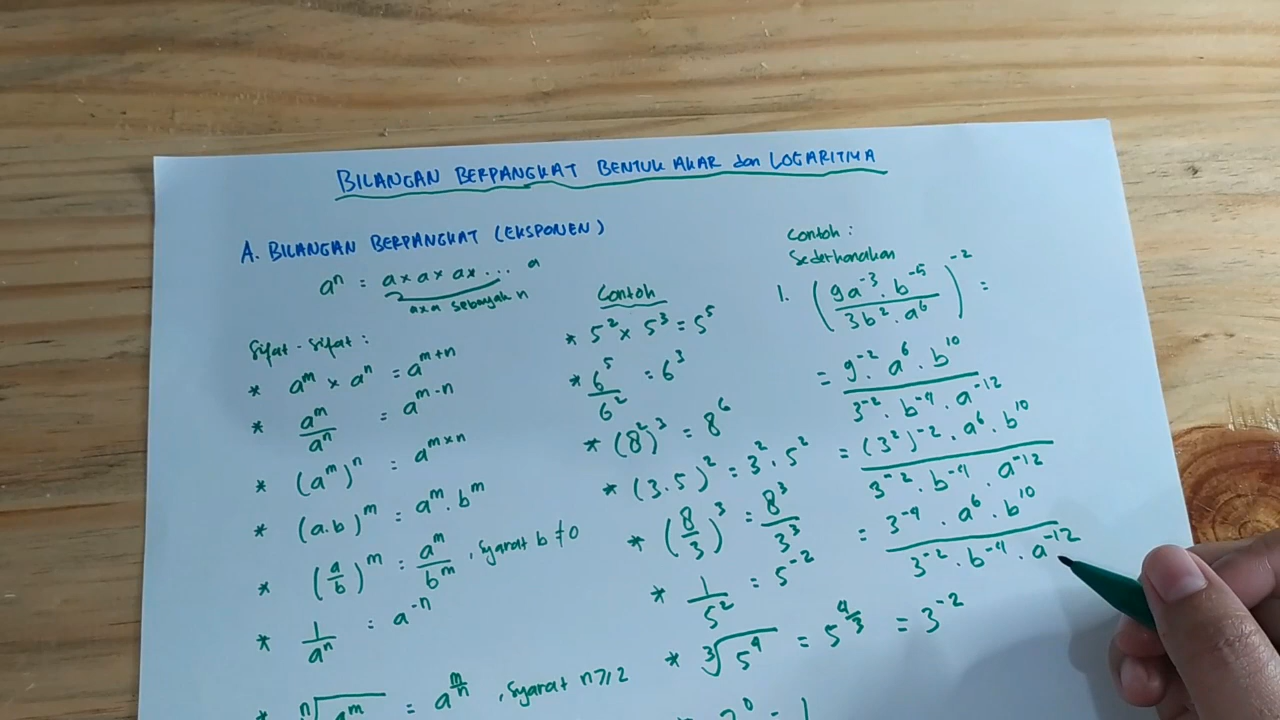 BILANGAN BERPANGKAT BENTUK AKAR dan LOGARITMA
A. BILANGAN BERPANGKAT (EKSPONEN)
aⁿ = a × a × a × ... a
axa sebanyak n
Sifat-Sifat:
* aᵐ × aⁿ = aᵐ⁺ⁿ
* aᵐ/aⁿ = aᵐ⁻ⁿ
* (aᵐ)ⁿ = aᵐˣⁿ
* (a.b)ᵐ = aᵐ . bᵐ
* (a/b)ᵐ = aᵐ/bᵐ, syarat b ≠ 0
* 1/aⁿ = a⁻ⁿ
* ⁿ√aᵐ = a^(m/n), syarat n ≥ 2
Contoh
* 5² × 5³ = 5⁵
* 6⁵/6² = 6³
* (8²)³ = 8⁶
* (3.5)² = 3² . 5²
* (8/3)³ = 8³/3³
* 1/5² = 5⁻²
* ³√5⁴ = 5^(4/3)
Contoh :
Sederhanakan
1. (9a⁻³ . b⁻⁵ / 3b² . a⁶)⁻² =
= 9⁻² . a⁶ . b¹⁰ / 3⁻² . b⁻⁴ . a⁻¹²
= (3²)⁻² . a⁶ . b¹⁰ / 3⁻² . b⁻⁴ . a⁻¹²
= 3⁻⁴ . a⁶ . b¹⁰ / 3⁻² . b⁻⁴ . a⁻¹²
= 3⁻²